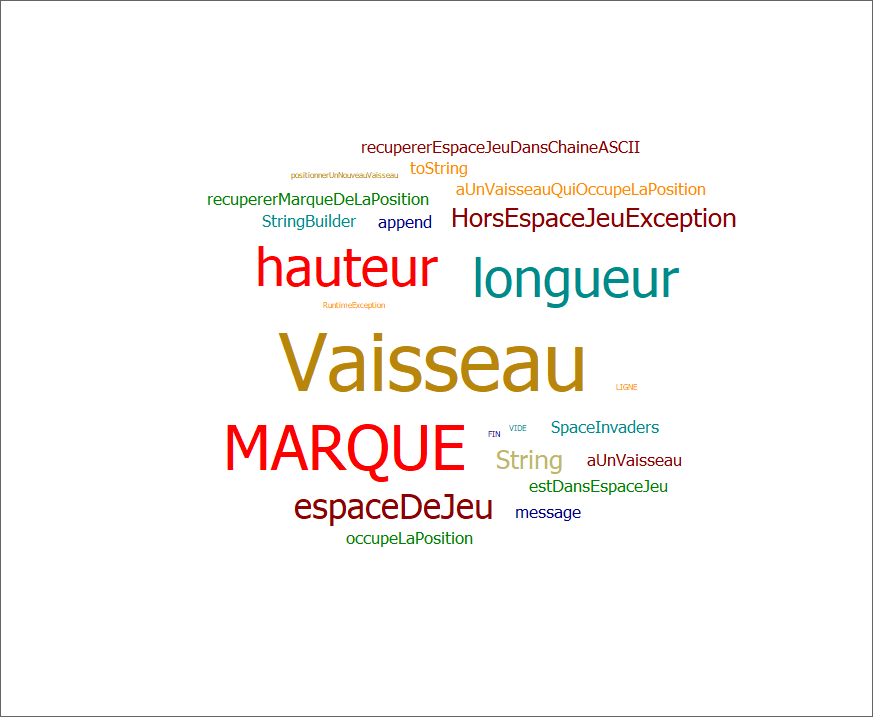 recupererEspaceJeuDansChaineASCII
positionnerUnNouveauVaisseau toString
recupererMarqueDeLaPosition aUnVaisseauQuiOccupeLaPosition
StringBuilder append HorsEspaceJeuException
hauteur longueur
RuntimeException
Vaisseau
LIGNE
MARQUE FIN VIDE SpaceInvaders
String aUnVaisseau
estDansEspaceJeu
espaceDeJeu message
occupeLaPosition